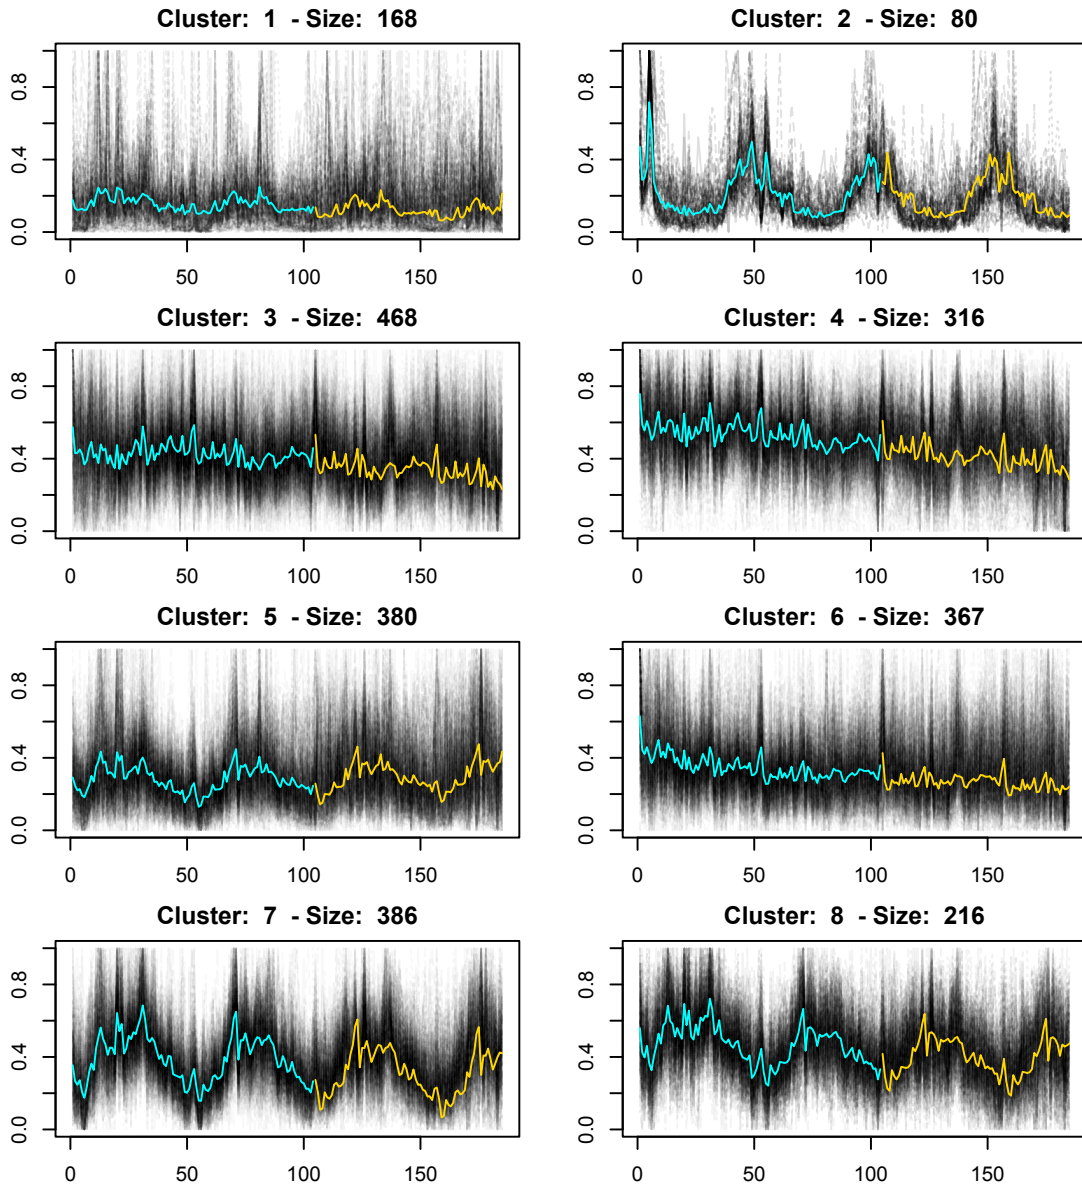 Cluster: 1 - Size: 168
0.0 0.4 0.8
0 50 100 150
Cluster: 2 - Size: 80
0.0 0.4 0.8
0 50 100 150
Cluster: 3 - Size: 468
0.0 0.4 0.8
0 50 100 150
Cluster: 4 - Size: 316
0.0 0.4 0.8
0 50 100 150
Cluster: 5 - Size: 380
0.0 0.4 0.8
0 50 100 150
Cluster: 6 - Size: 367
0.0 0.4 0.8
0 50 100 150
Cluster: 7 - Size: 386
0.0 0.4 0.8
0 50 100 150
Cluster: 8 - Size: 216
0.0 0.4 0.8
0 50 100 150